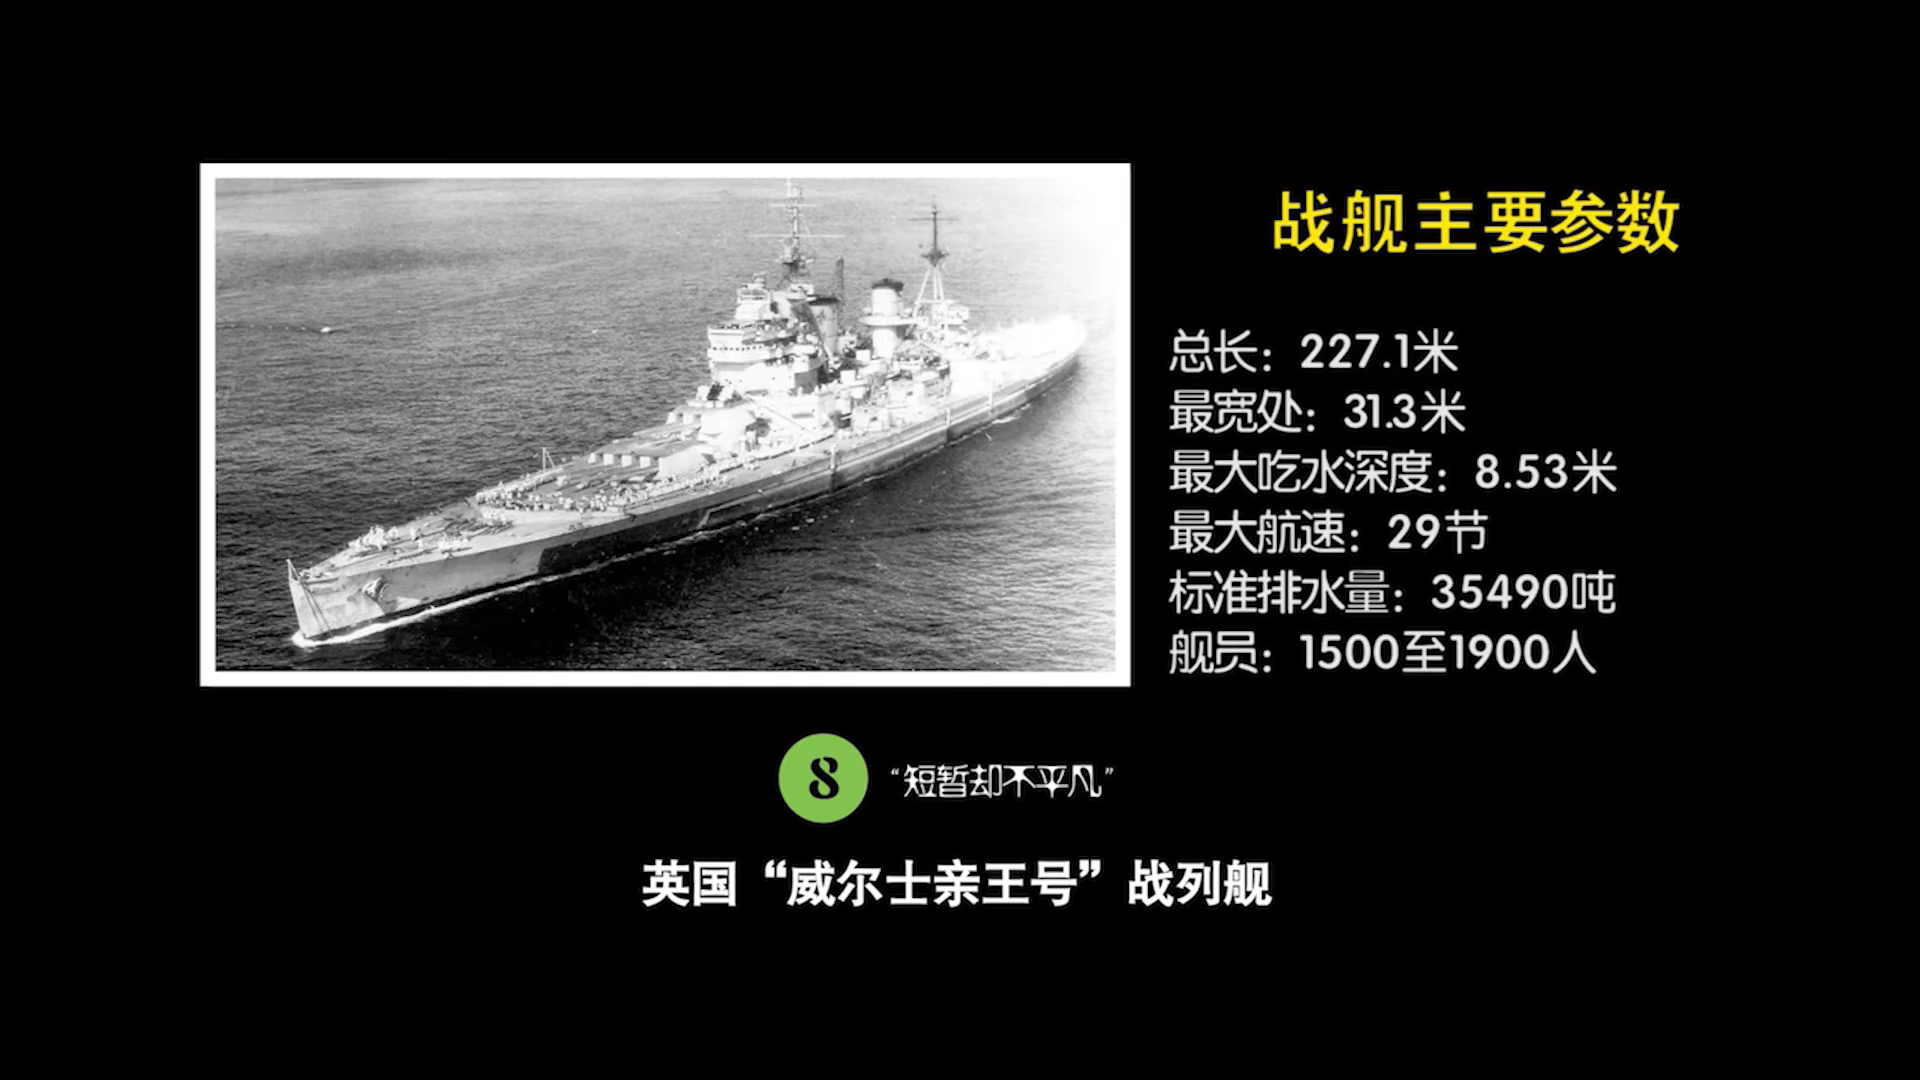 战舰主要参数
总长：227.1米
最宽处：31.3米
最大吃水深度：8.53米
最大航速：29节
标准排水量：35490吨
舰员：1500至1900人
8 “短暂却不平凡”
英国“威尔士亲王号”战列舰